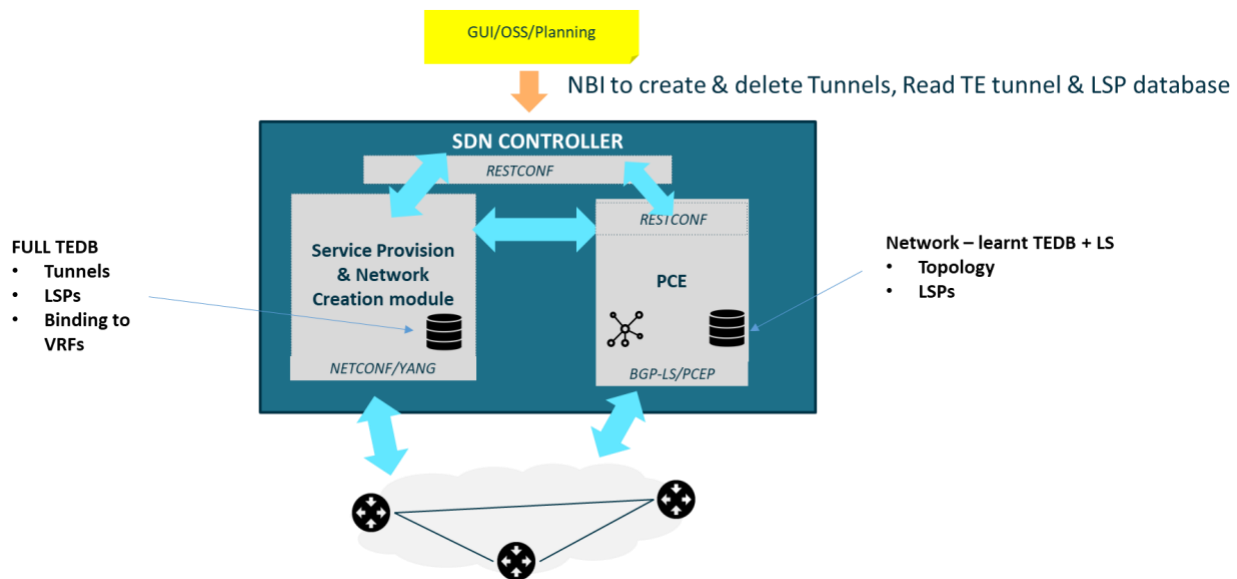 GUI/OSS/Planning
NBI to create & delete Tunnels, Read TE tunnel & LSP database
SDN CONTROLLER
RESTCONF
RESTCONF
Service Provision
& Network
Creation module
PCE
NETCONF/YANG
BGP-LS/PCEP
FULL TEDB
• Tunnels
• LSPs
• Binding to
VRFs
Network – learnt TEDB + LS
• Topology
• LSPs